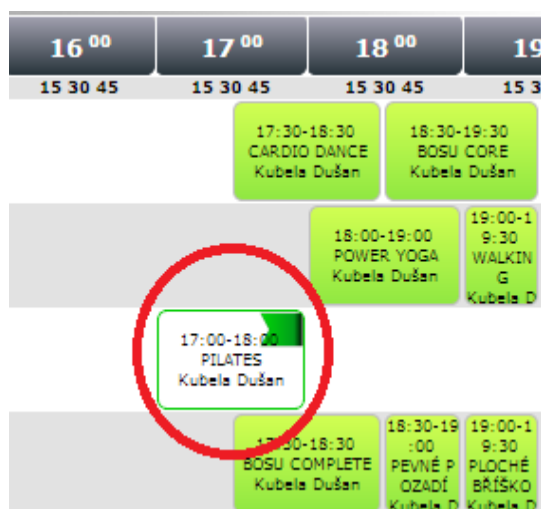 16 00 17 00 18 00 19
15 30 45 15 30 45 15 30 45 15 3
17:30-18:30
CARDIO DANCE
Kubela Dušan
18:30-19:30
BOSU CORE
Kubela Dušan
18:00-19:00
POWER YOGA
Kubela Dušan
19:00-1
9:30
WALKIN
G
Kubela D
17:00-18:00
PILATES
Kubela Dušan
17:30-18:30
BOSU COMPLETE
Kubela Dušan
18:30-19
:00
PEVNÉ P
OZADÍ
Kubela D
19:00-1
9:30
PLOCHÉ
BŘÍŠKO
Kubela D